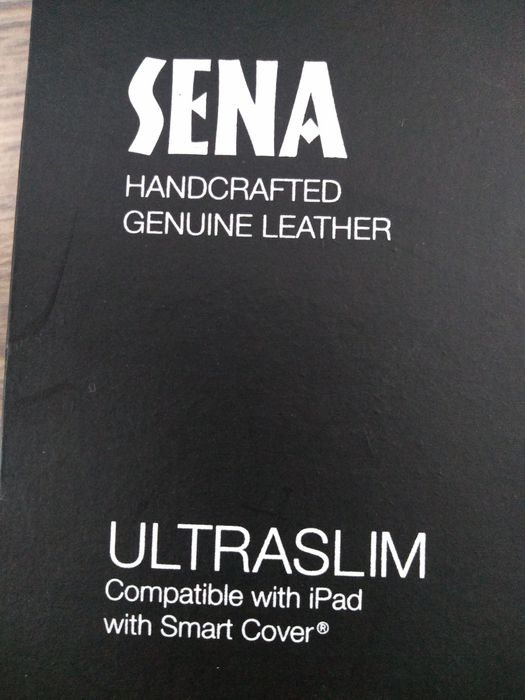 SENA
HANDCRAFTED
GENUINE LEATHER
ULTRASLIM
Compatible with iPad
with Smart Cover®